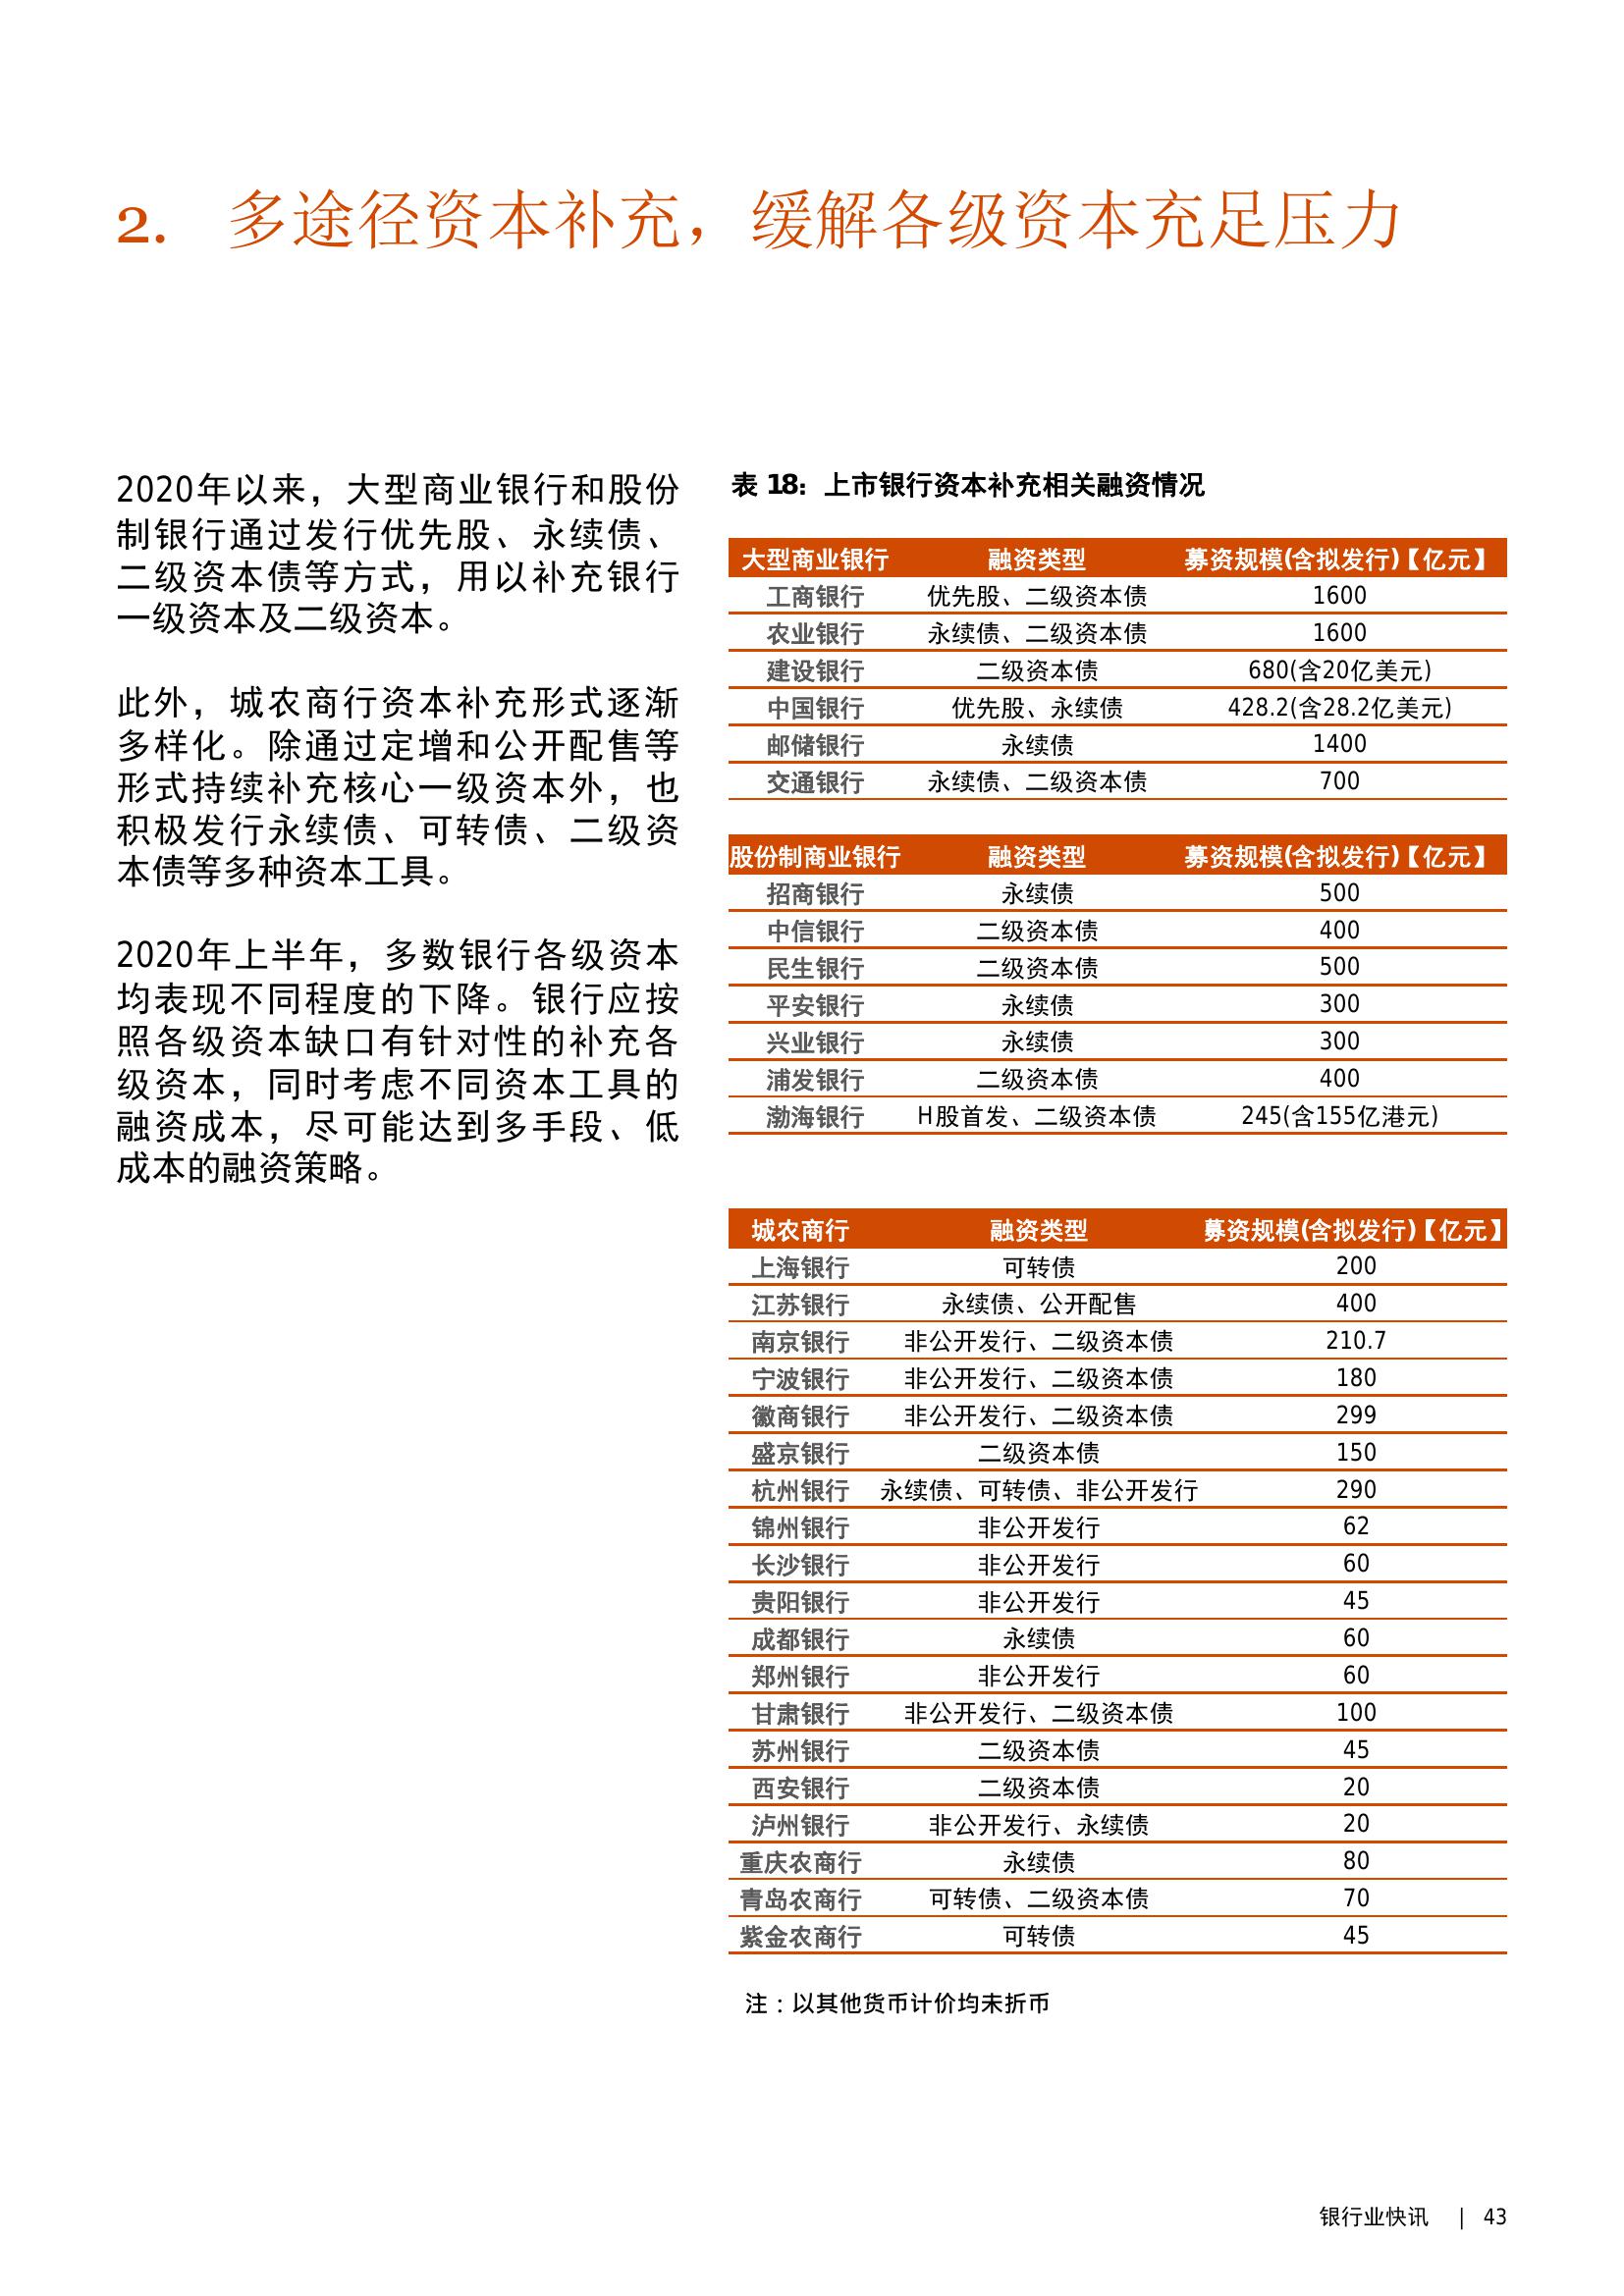 2. 多途径资本补充，缓解各级资本充足压力
2020年以来，大型商业银行和股份
制银行通过发行优先股、永续债、
二级资本债等方式，用以补充银行
一级资本及二级资本。
此外，城农商行资本补充形式逐渐
多样化。除通过定增和公开配售等
形式持续补充核心一级资本外，也
积极发行永续债、可转债、二级资
本债等多种资本工具。
2020年上半年，多数银行各级资本
均表现不同程度的下降。银行应按
照各级资本缺口有针对性的补充各
级资本，同时考虑不同资本工具的
融资成本，尽可能达到多手段、低
成本的融资策略。
表 18：上市银行资本补充相关融资情况
大型商业银行 融资类型 募资规模(含拟发行)【亿元】
工商银行 优先股、二级资本债 1600
农业银行 永续债、二级资本债 1600
建设银行 二级资本债 680(含20亿美元)
中国银行 优先股、永续债 428.2(含28.2亿美元)
邮储银行 永续债 1400
交通银行 永续债、二级资本债 700
股份制商业银行 融资类型 募资规模(含拟发行)【亿元】
招商银行 永续债 500
中信银行 二级资本债 400
民生银行 二级资本债 500
平安银行 永续债 300
兴业银行 永续债 300
浦发银行 二级资本债 400
渤海银行 H股首发、二级资本债 245(含155亿港元)
城农商行 融资类型 募资规模(含拟发行)【亿元】
上海银行 可转债 200
江苏银行 永续债、公开配售 400
南京银行 非公开发行、二级资本债 210.7
宁波银行 非公开发行、二级资本债 180
徽商银行 非公开发行、二级资本债 299
盛京银行 二级资本债 150
杭州银行 永续债、可转债、非公开发行 290
锦州银行 非公开发行 62
长沙银行 非公开发行 60
贵阳银行 非公开发行 45
成都银行 永续债 60
郑州银行 非公开发行 60
甘肃银行 非公开发行、二级资本债 100
苏州银行 二级资本债 45
西安银行 二级资本债 20
泸州银行 非公开发行、永续债 20
重庆农商行 永续债 80
青岛农商行 可转债、二级资本债 70
紫金农商行 可转债 45
注：以其他货币计价均未折币
银行业快讯 | 43